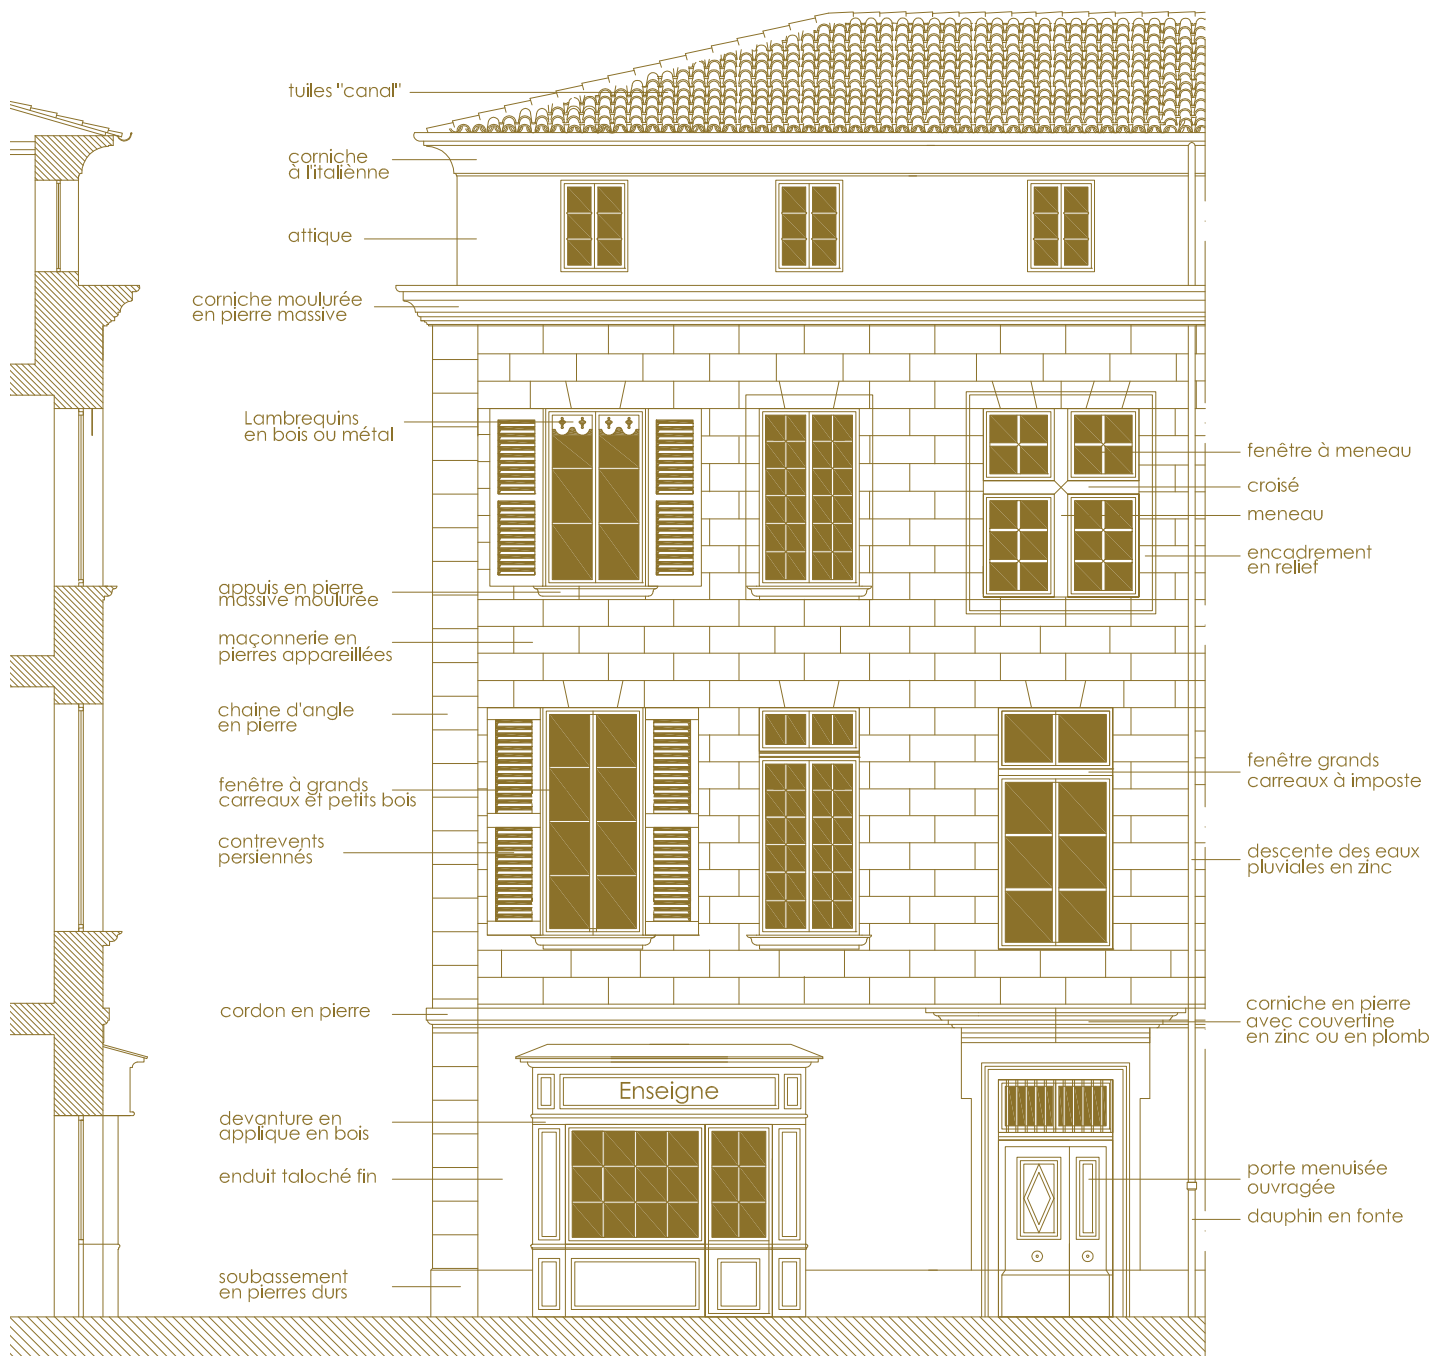 tuiles "canal"
corniche
à l'italiènne
attique
corniche moulurée
en pierre massive
Lambrequins
en bois ou métal
appuis en pierre
massive moulurée
maçonnerie en
pierres appareillées
chaine d'angle
en pierre
fenêtre à grands
carreaux et petits bois
contrevents
persiennés
cordon en pierre
devanture en
applique en bois
enduit taloché fin
soubassement
en pierres durs
Enseigne
fenêtre à meneau
croisé
meneau
encadrement
en relief
fenêtre grands
carreaux à imposte
descente des eaux
pluviales en zinc
corniche en pierre
avec couvertine
en zinc ou en plomb
porte menuisée
ouvragée
dauphin en fonte